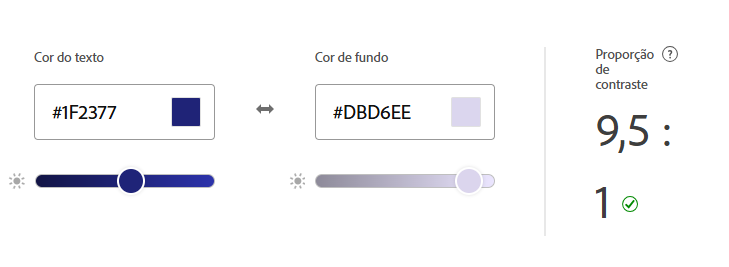 Cor do texto
#1F2377
Cor de fundo
#DBD6EE
Proporção
de
contraste
?
9,5 :
1